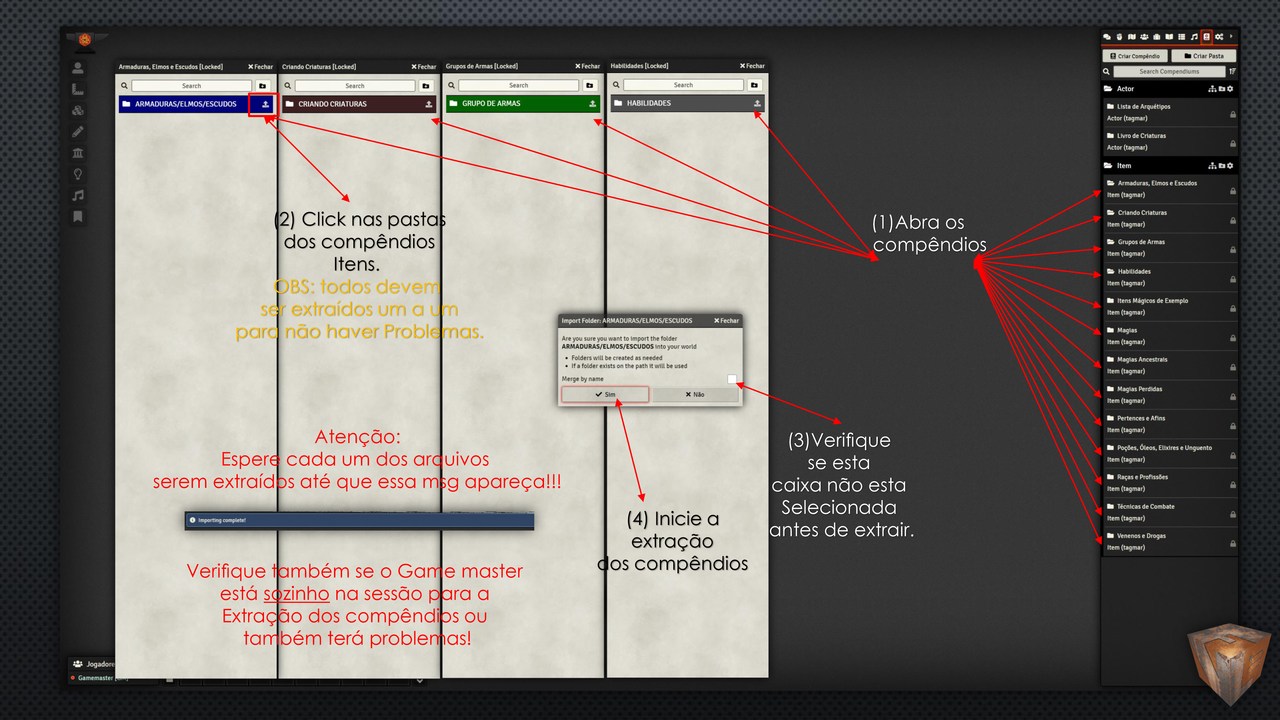 Armaduras, Elmos e Escudos [Locked] Fechar
Search
ARMADURAS/ELMOS/ESCUDOS
Criando Criaturas [Locked] Fechar
Search
CRIANDO CRIATURAS
Grupos de Armas [Locked] Fechar
Search
GRUPO DE ARMAS
Habilidades [Locked] Fechar
Search
HABILIDADES
(2) Click nas pastas
dos compêndios
Itens.
OBS: todos devem
ser extraídos um a um
para não haver Problemas.
(1)Abra os
compêndios
Import Folder: ARMADURAS/ELMOS/ESCUDOS Fechar
Are you sure you want to import the folder
ARMADURAS/ELMOS/ESCUDOS into your world
• Folders will be created as needed
• If a folder exists on the path it will be used
Merge by name
Sim
Não
Atenção:
Espere cada um dos arquivos
serem extraídos até que essa msg apareça!!!
Importing complete!
Verifique também se o Game master
está sozinho na sessão para a
Extração dos compêndios ou
também terá problemas!
(3)Verifique
se esta
caixa não esta
Selecionada
antes de extrair.
(4) Inicie a
extração
dos compêndios
Jogadore
Gamemaster
Criar Compêndio
Criar Pasta
Search Compendiums
Actor
Lista de Arquétipos
Actor (tagmar)
Livro de Criaturas
Actor (tagmar)
Item
Armaduras, Elmos e Escudos
Item (tagmar)
Criando Criaturas
Item (tagmar)
Grupos de Armas
Item (tagmar)
Habilidades
Item (tagmar)
Itens Mágicos de Exemplo
Item (tagmar)
Magias
Item (tagmar)
Magias Ancestrais
Item (tagmar)
Magias Perdidas
Item (tagmar)
Pertences e Afins
Item (tagmar)
Poções, Óleos, Elixires e Unguento
Item (tagmar)
Raças e Profissões
Item (tagmar)
Técnicas de Combate
Item (tagmar)
Venenos e Drogas
Item (tagmar)